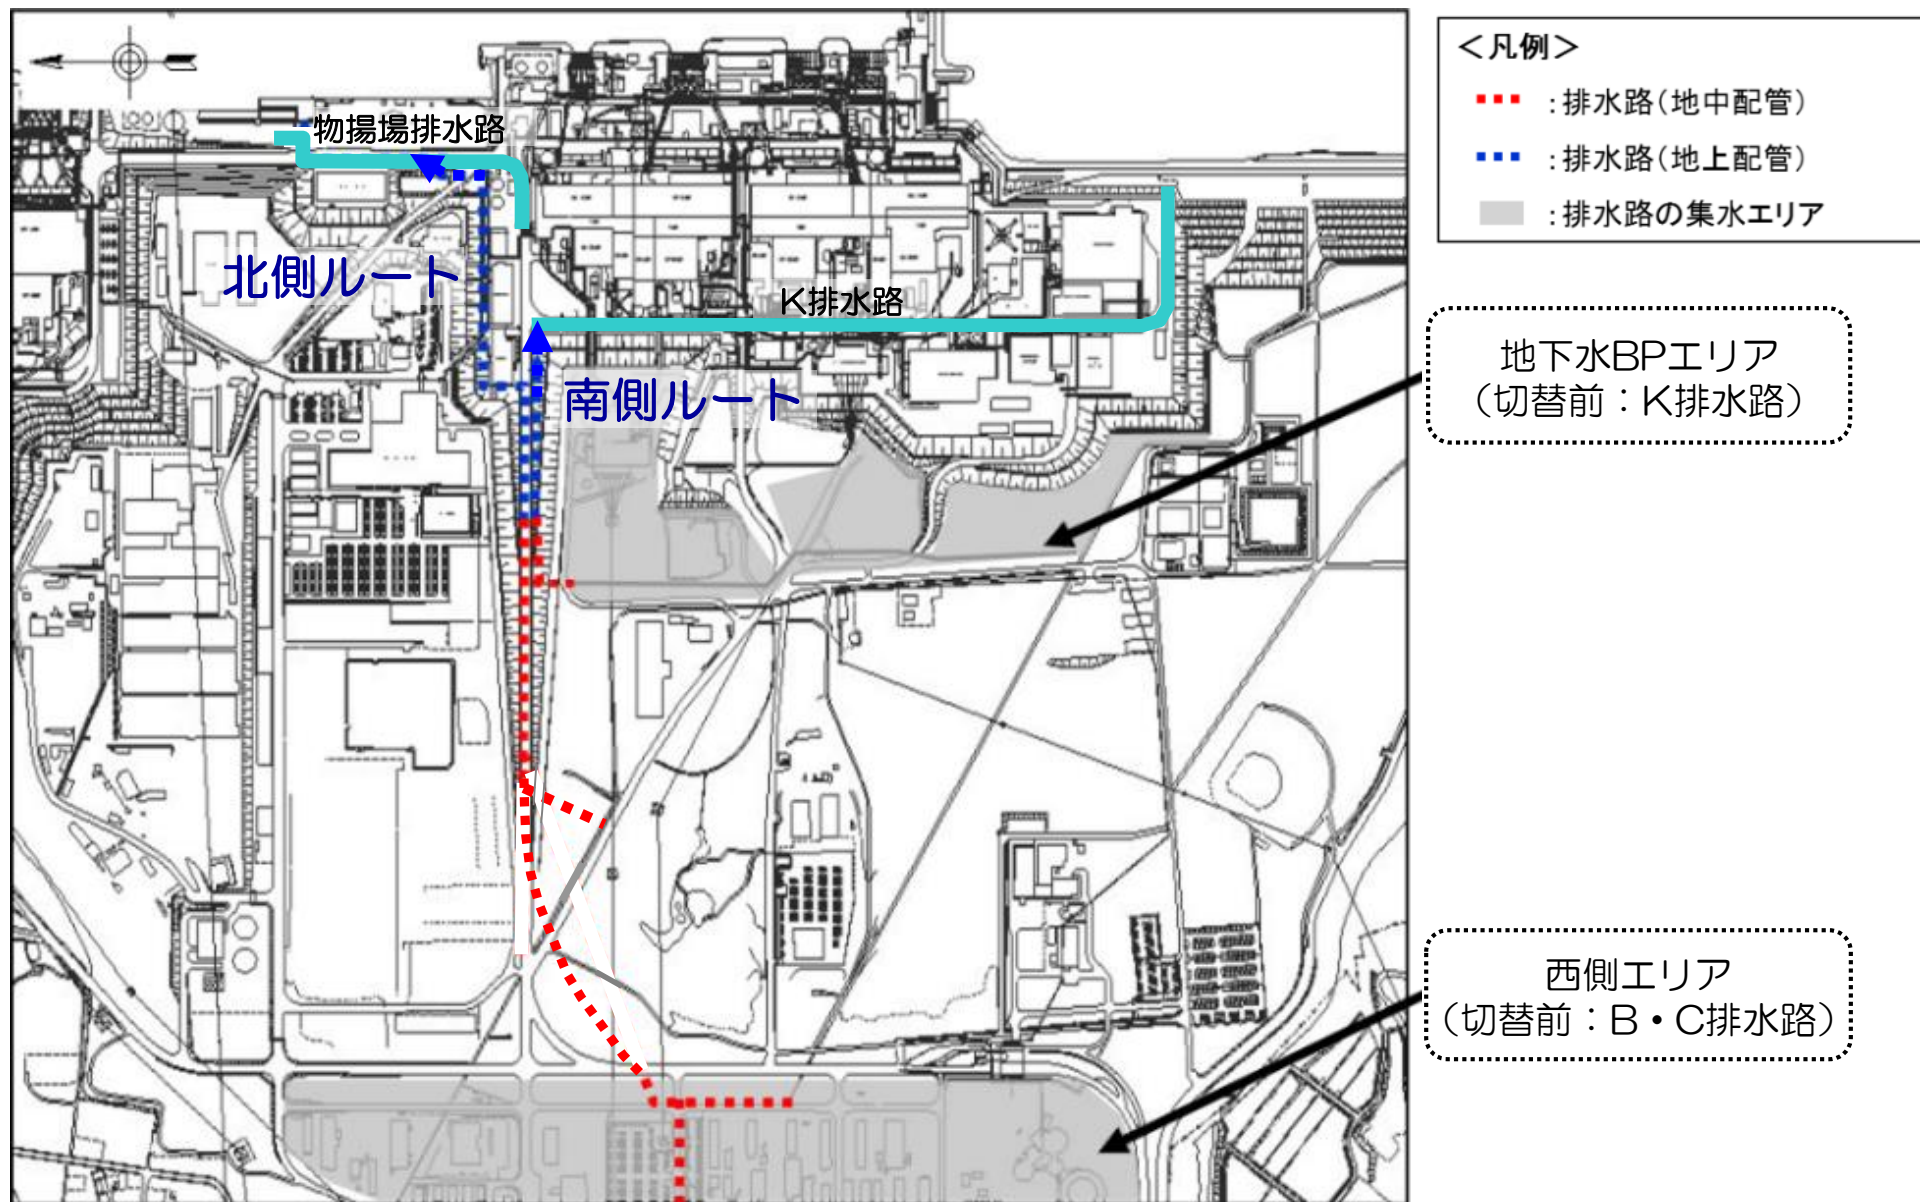 物揚場排水路
北側ルート
K排水路
南側ルート
<凡例>
:排水路(地中配管)
:排水路(地上配管)
:排水路の集水エリア
地下水BPエリア
(切替前:K排水路)
西側エリア
(切替前:B・C排水路)